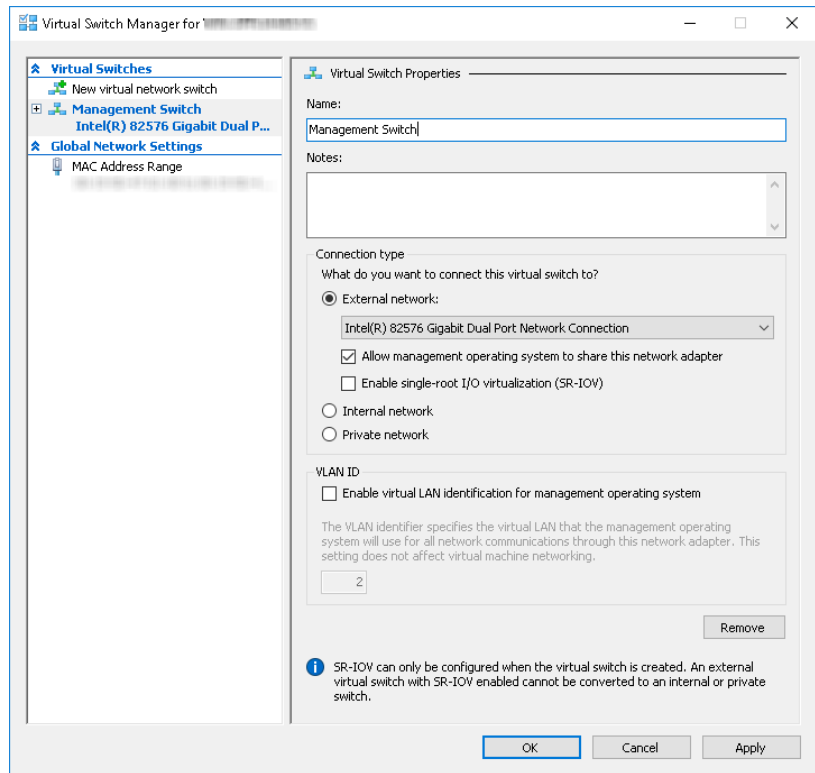 Virtual Switch Manager for
Virtual Switches
New virtual network switch
Management Switch
Intel(R) 82576 Gigabit Dual P...
Global Network Settings
MAC Address Range
Virtual Switch Properties
Name:
Management Switch
Notes:
Connection type
What do you want to connect this virtual switch to?
External network:
Intel(R) 82576 Gigabit Dual Port Network Connection
Allow management operating system to share this network adapter
Enable single-root I/O virtualization (SR-IOV)
Internal network
Private network
VLAN ID
Enable virtual LAN identification for management operating system
The VLAN identifier specifies the virtual LAN that the management operating
system will use for all network communications through this network adapter. This
setting does not affect virtual machine networking.
2
Remove
SR-IOV can only be configured when the virtual switch is created. An external
virtual switch with SR-IOV enabled cannot be converted to an internal or private
switch.
OK
Cancel
Apply